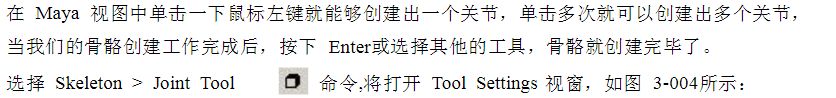 在 Maya 视图中单击一下鼠标左键就能够创建出一个关节，单击多次就可以创建出多个关节，
当我们的骨骼创建工作完成后，按下 Enter或选择其他的工具，骨骼就创建完毕了。
选择 Skeleton > Joint Tool 命令,将打开 Tool Settings 视窗，如图 3-004所示：